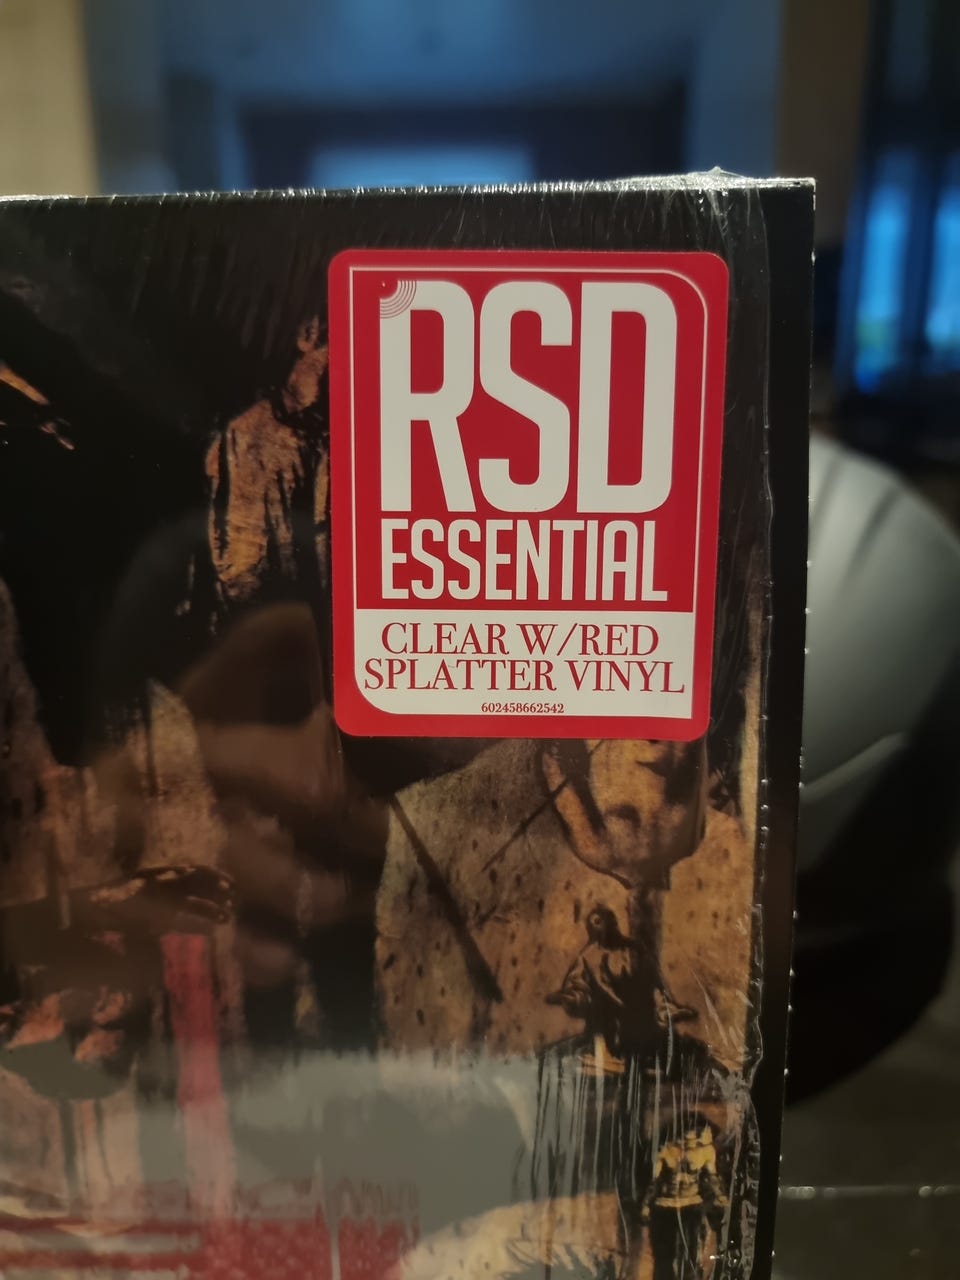 RSD
ESSENTIAL
CLEAR W/RED
SPLATTER VINYL
602458662542